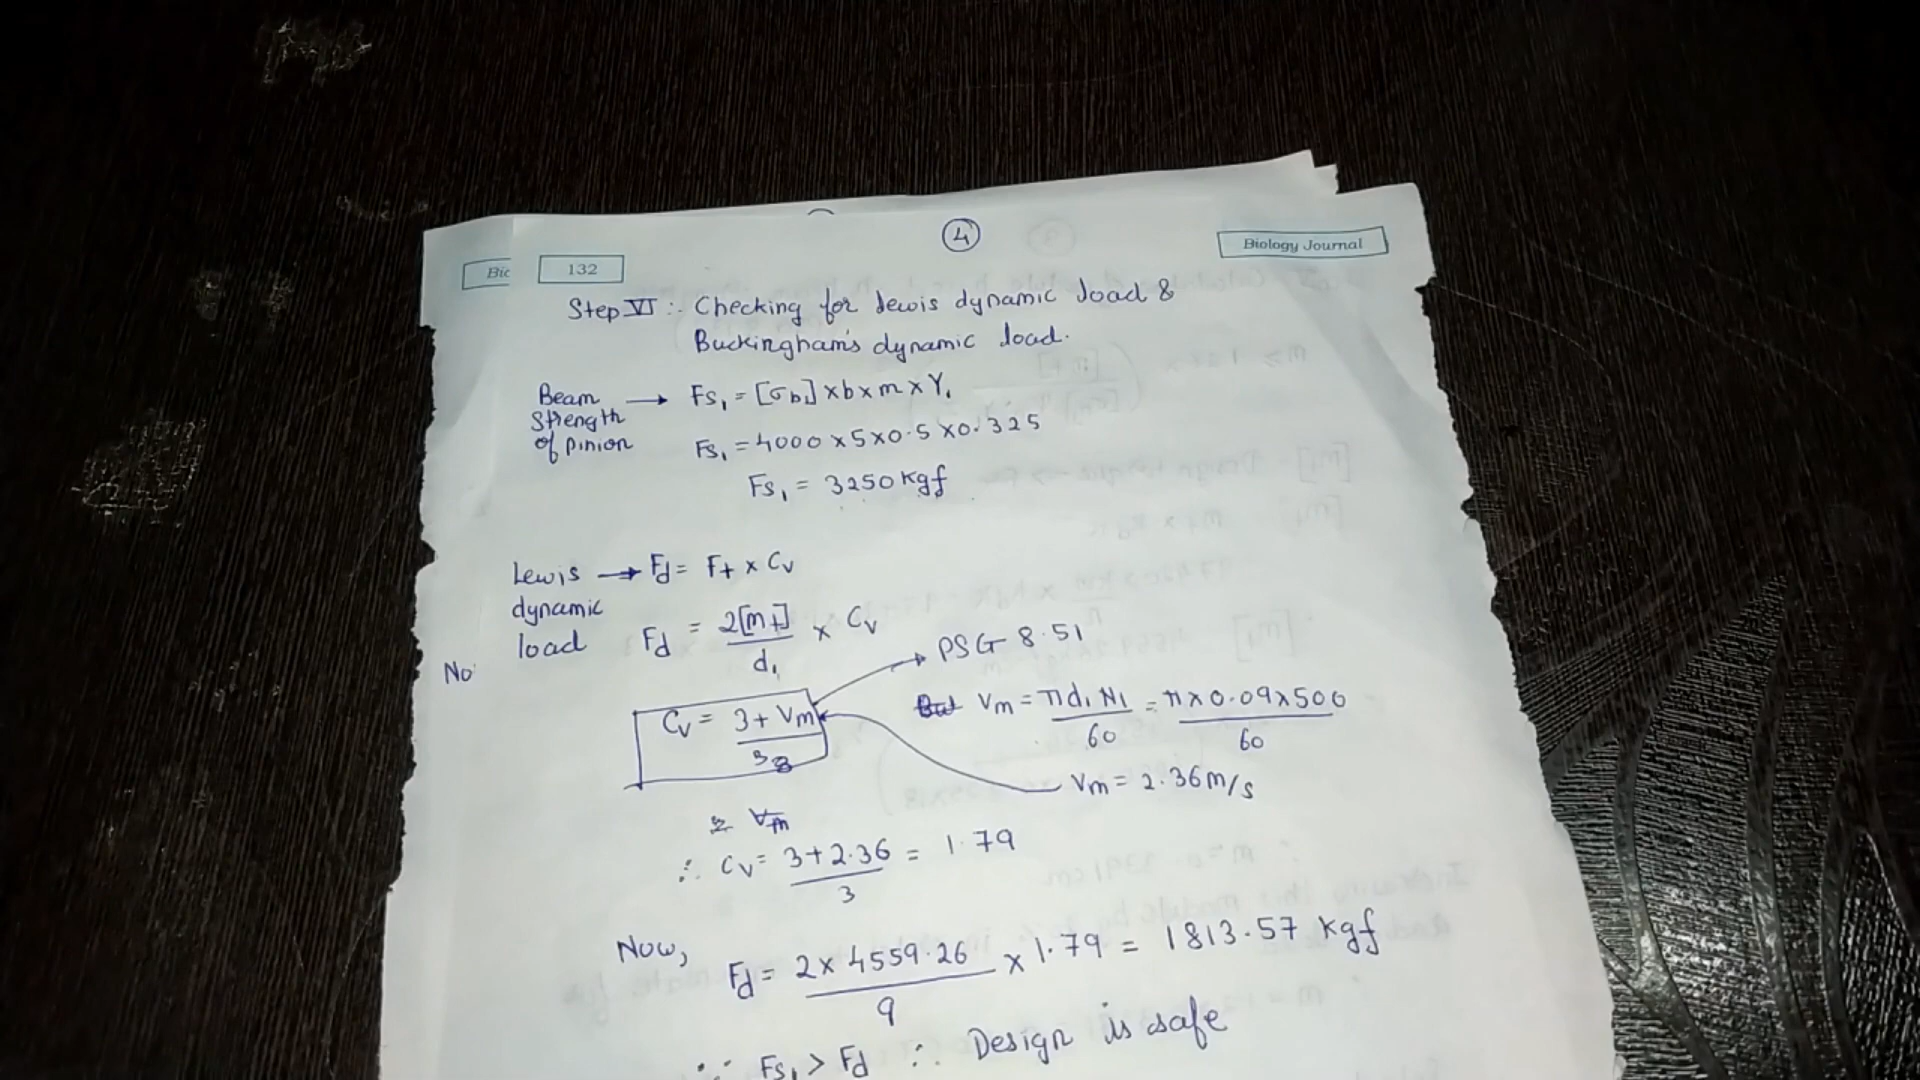 4
Bic
132
Biology Journal
Step VI :- Checking for Lewis dynamic load &
Buckingham's dynamic load.
Beam Strength of pinion → Fs₁ = [σb₁] × b × m × Y₁
Fs₁ = 4000 × 5 × 0.5 × 0.325
Fs₁ = 3250 kgf
Lewis dynamic load → Fd = Ft × Cv
Fd = 2[mt]/d₁ × Cv
No
→ PSG 8.51
Cv = 3 + Vm / 3
Vm = πd₁N₁/60 = π × 0.09 × 500/60
Vm = 2.36 m/s
∴ Cv = 3 + 2.36 / 3 = 1.79
Now,
Fd = 2 × 4559.26 / 9 × 1.79 = 1813.57 kgf
∵ Fs₁ > Fd ∴ Design is safe